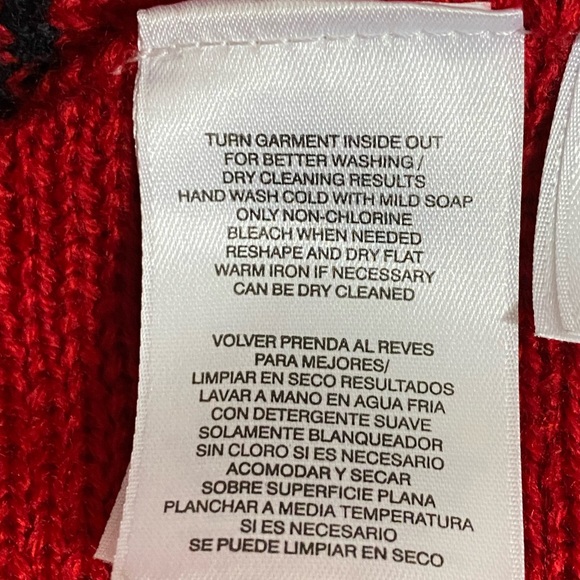 TURN GARMENT INSIDE OUT
FOR BETTER WASHING /
DRY CLEANING RESULTS
HAND WASH COLD WITH MILD SOAP
ONLY NON-CHLORINE
BLEACH WHEN NEEDED
RESHAPE AND DRY FLAT
WARM IRON IF NECESSARY
CAN BE DRY CLEANED
VOLVER PRENDA AL REVES
PARA MEJORES/
LIMPIAR EN SECO RESULTADOS
LAVAR A MANO EN AGUA FRIA
CON DETERGENTE SUAVE
SOLAMENTE BLANQUEADOR
SIN CLORO SI ES NECESARIO
ACOMODAR Y SECAR
SOBRE SUPERFICIE PLANA
PLANCHAR A MEDIA TEMPERATURA
SI ES NECESARIO
SE PUEDE LIMPIAR EN SECO